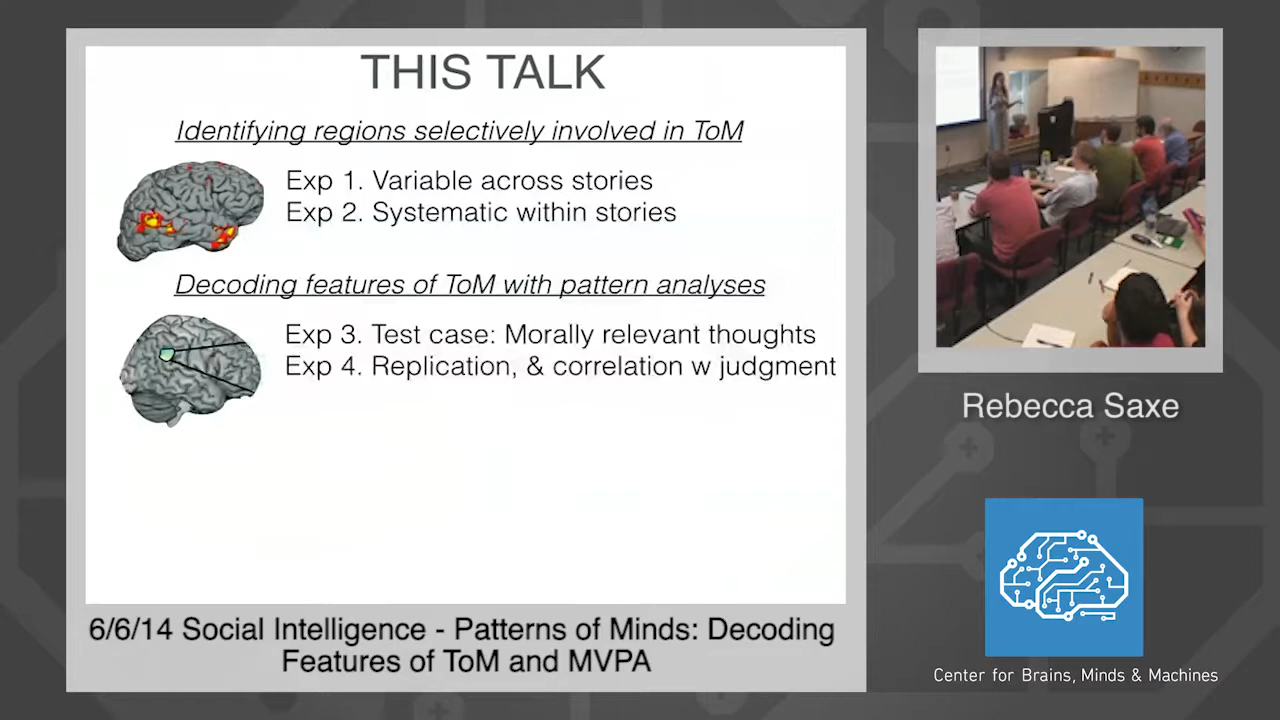 THIS TALK
Identifying regions selectively involved in ToM
Exp 1. Variable across stories
Exp 2. Systematic within stories
Decoding features of ToM with pattern analyses
Exp 3. Test case: Morally relevant thoughts
Exp 4. Replication, & correlation w judgment
6/6/14 Social Intelligence - Patterns of Minds: Decoding
Features of ToM and MVPA
Rebecca Saxe
Center for Brains, Minds & Machines